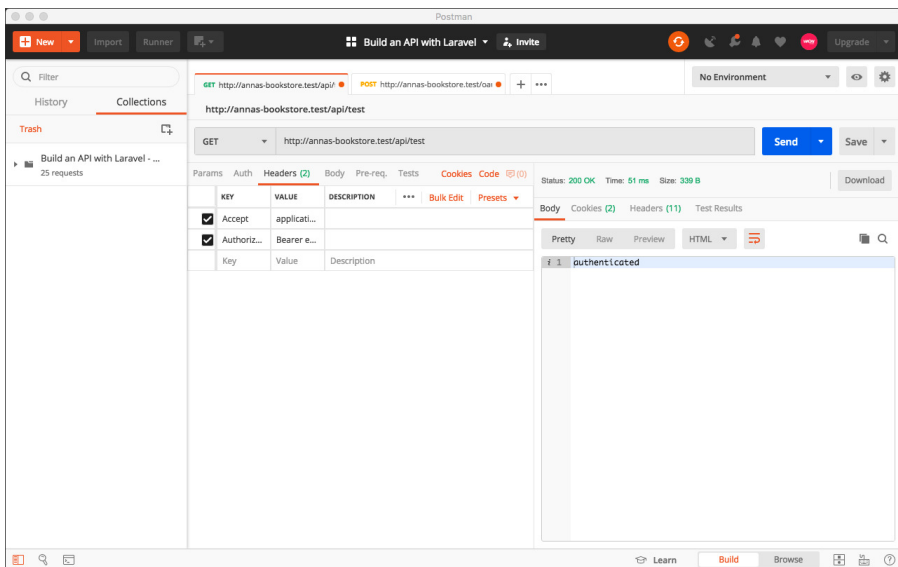 Postman
New
Import
Runner
Build an API with Laravel
Invite
Upgrade
Filter
History
Collections
Trash
Build an API with Laravel - ...
25 requests
GET http://annas-bookstore.test/api/
POST http://annas-bookstore.test/oau
No Environment
http://annas-bookstore.test/api/test
GET
http://annas-bookstore.test/api/test
Send
Save
Params Auth Headers (2) Body Pre-req. Tests Cookies Code (0)
KEY VALUE DESCRIPTION ••• Bulk Edit Presets
Accept applicati...
Authoriz... Bearer e...
Key Value Description
Status: 200 OK Time: 51 ms Size: 339 B
Download
Body Cookies (2) Headers (11) Test Results
Pretty Raw Preview HTML
i 1 authenticated
Learn
Build
Browse